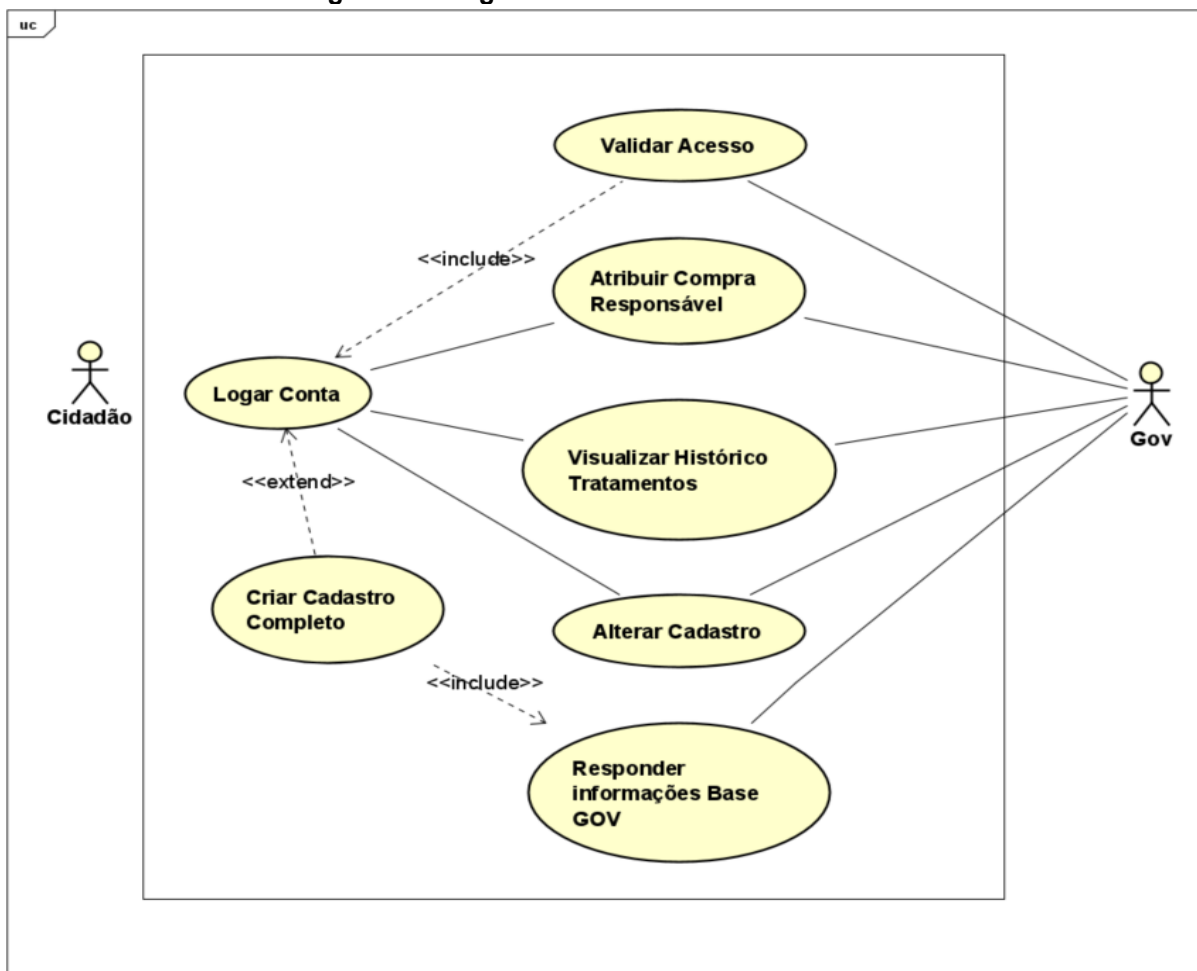 uc
Validar Acesso
<<include>>
Atribuir Compra
Responsável
Cidadão
Logar Conta
Gov
Visualizar Histórico
Tratamentos
<<extend>>
Criar Cadastro
Completo
Alterar Cadastro
<<include>>
Responder
informações Base
GOV